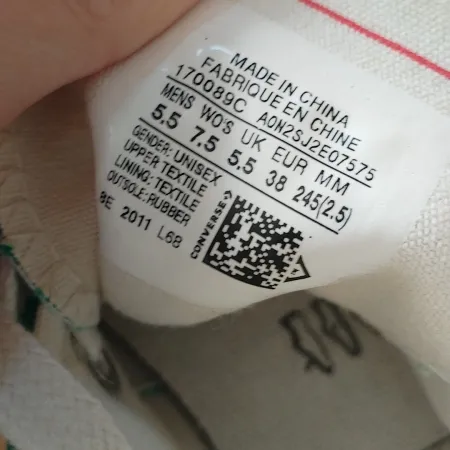 MADE IN CHINA
FABRIQUE EN CHINE
170089C A0N2SJ2E07575
MENS WO'S UK EUR MM
5.5 7.5 5.5 38 245(2.5)
GENDER: UNISEX
UPPER: TEXTILE
LINING: TEXTILE
OUTSOLE: RUBBER
8E 2011 L68
CONVERSE